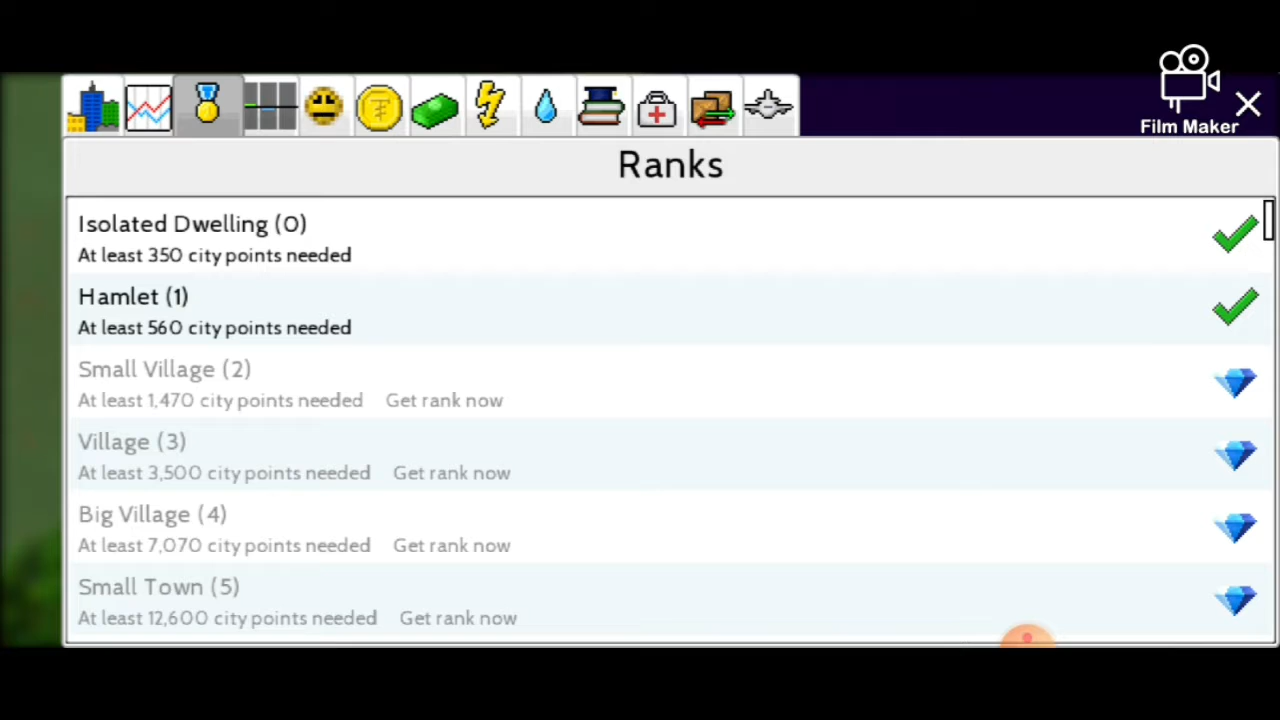 Film Maker
Ranks
Isolated Dwelling (0)
At least 350 city points needed
Hamlet (1)
At least 560 city points needed
Small Village (2)
At least 1,470 city points needed Get rank now
Village (3)
At least 3,500 city points needed Get rank now
Big Village (4)
At least 7,070 city points needed Get rank now
Small Town (5)
At least 12,600 city points needed Get rank now